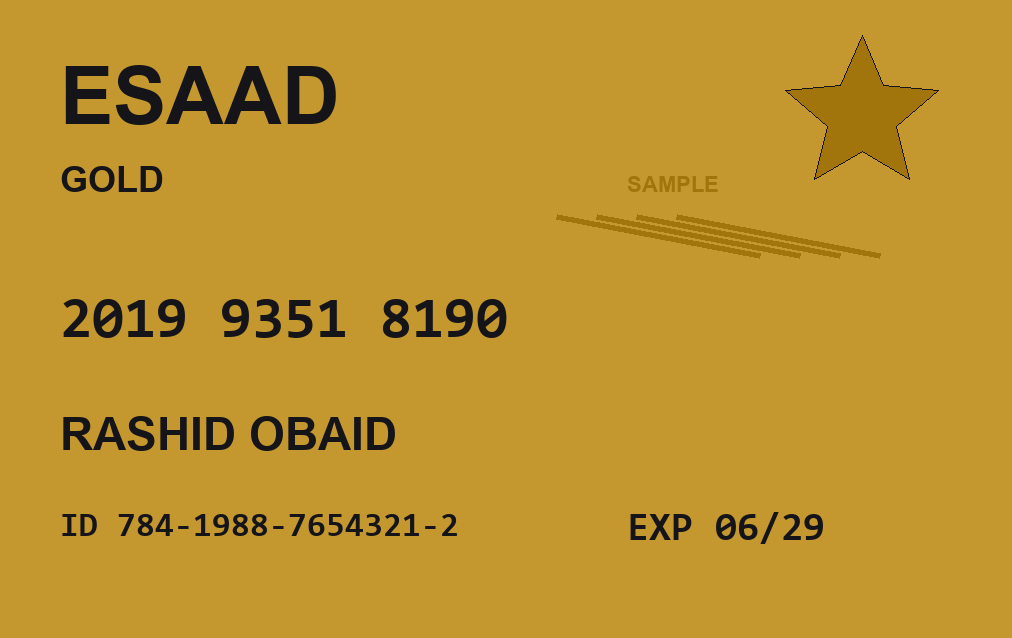 ESAAD
GOLD
SAMPLE
2019 9351 8190
RASHID OBAID
ID 784-1988-7654321-2
EXP 06/29